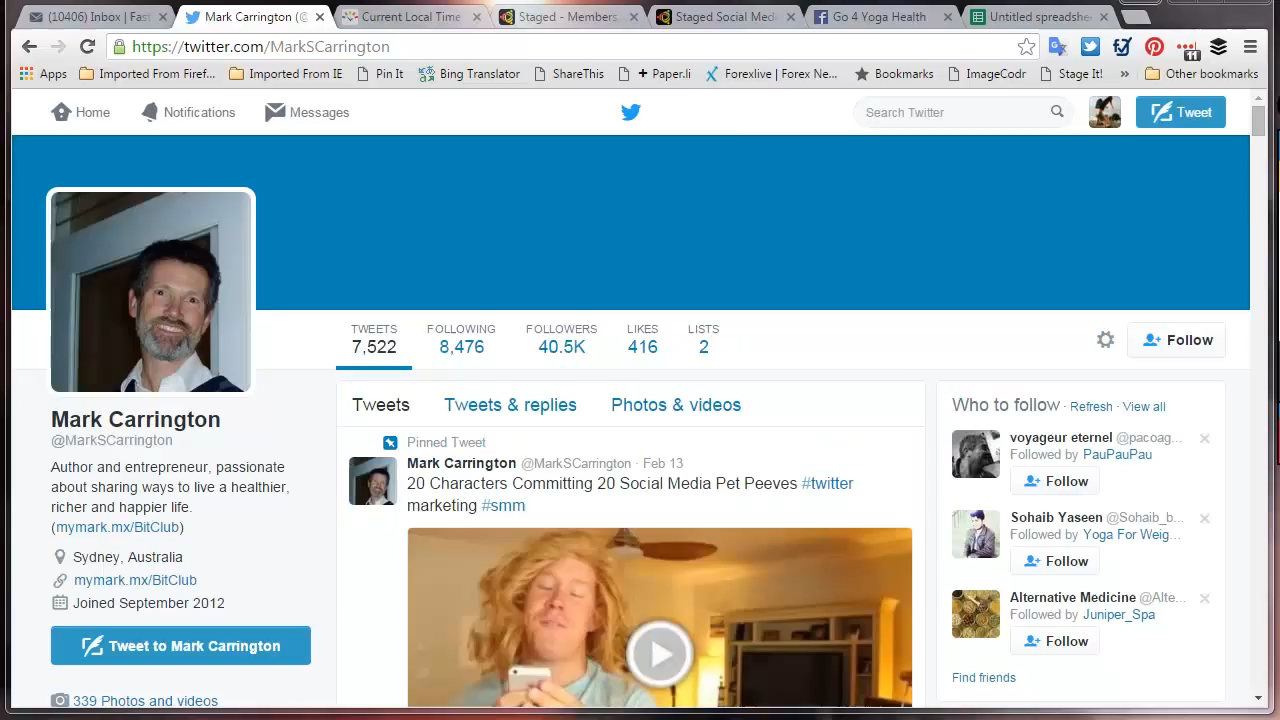 (10406) Inbox | Fast
Mark Carrington (@
Current Local Time
Staged - Members
Staged Social Med
Go 4 Yoga Health
Untitled spreadshe
https://twitter.com/MarkSCarrington
11
Apps
Imported From Firef...
Imported From IE
Pin It
Bing Translator
ShareThis
+ Paper.li
Forexlive | Forex Ne...
Bookmarks
ImageCodr
Stage It!
»
Other bookmarks
Home
Notifications
Messages
Search Twitter
Tweet
TWEETS
7,522
FOLLOWING
8,476
FOLLOWERS
40.5K
LIKES
416
LISTS
2
Follow
Mark Carrington
@MarkSCarrington
Author and entrepreneur, passionate
about sharing ways to live a healthier,
richer and happier life.
(mymark.mx/BitClub)
Sydney, Australia
mymark.mx/BitClub
Joined September 2012
Tweet to Mark Carrington
339 Photos and videos
Tweets
Tweets & replies
Photos & videos
Pinned Tweet
Mark Carrington @MarkSCarrington · Feb 13
20 Characters Committing 20 Social Media Pet Peeves #twitter
marketing #smm
Who to follow · Refresh · View all
voyageur eternel @pacoag...
Followed by PauPauPau
Follow
Sohaib Yaseen @Sohaib_b...
Followed by Yoga For Weig...
Follow
Alternative Medicine @Alte...
Followed by Juniper_Spa
Follow
Find friends